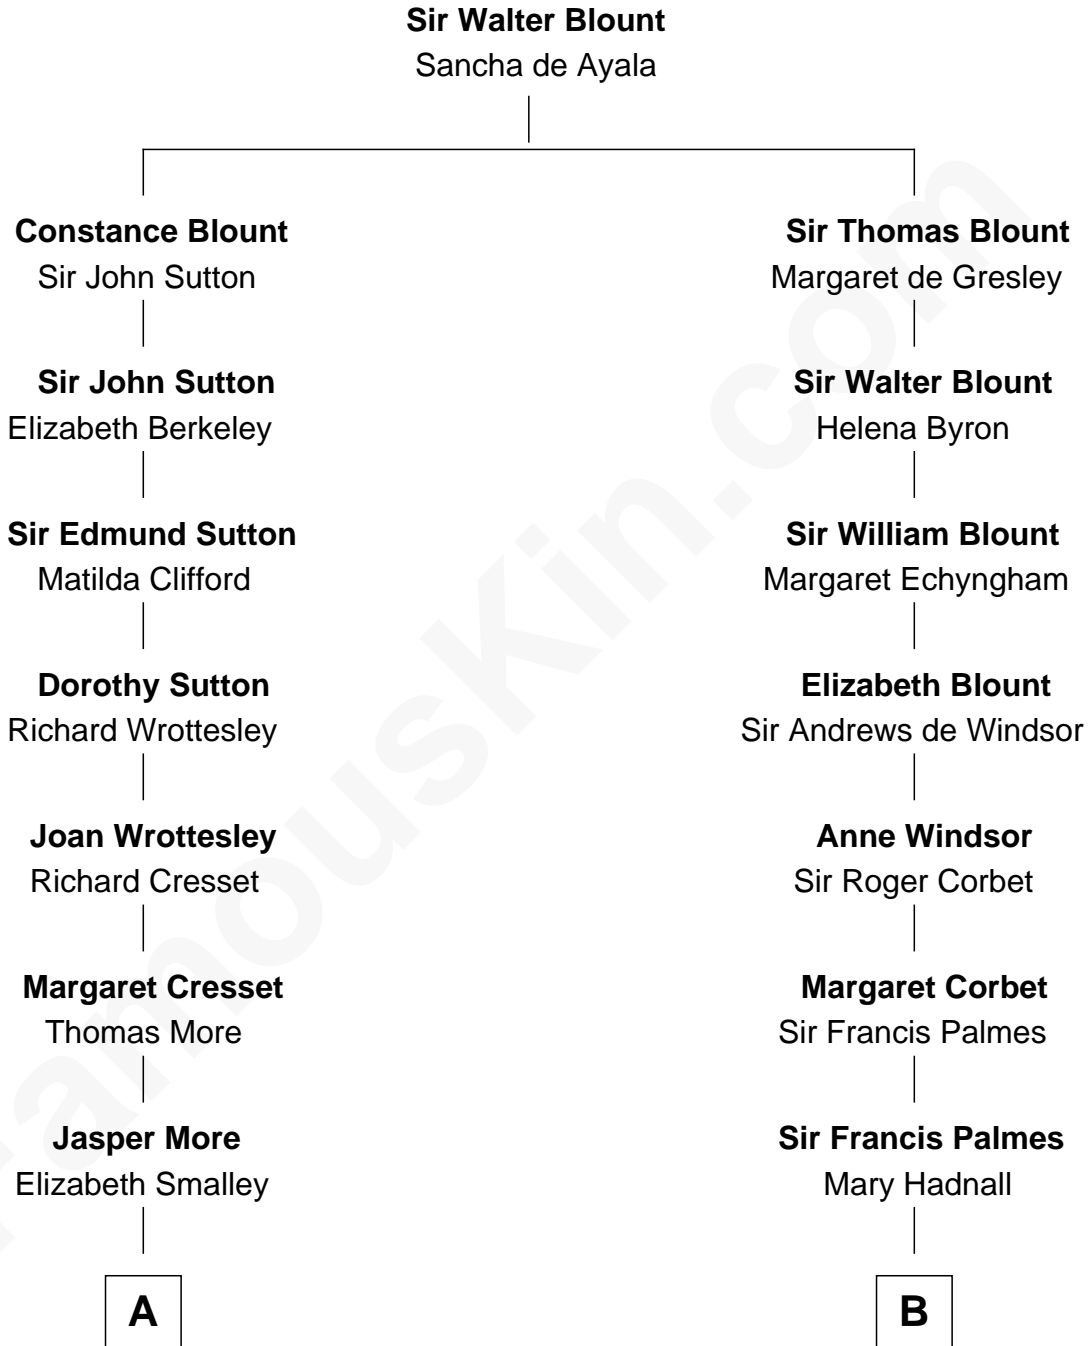 Sir Walter Blount
Sancha de Ayala
Constance Blount
Sir John Sutton
Sir Thomas Blount
Margaret de Gresley
Sir John Sutton
Elizabeth Berkeley
Sir Walter Blount
Helena Byron
Sir Edmund Sutton
Matilda Clifford
Sir William Blount
Margaret Echyngham
Dorothy Sutton
Richard Wrottesley
Elizabeth Blount
Sir Andrews de Windsor
Joan Wrottesley
Richard Cresset
Anne Windsor
Sir Roger Corbet
Margaret Cresset
Thomas More
Margaret Corbet
Sir Francis Palmes
Jasper More
Elizabeth Smalley
Sir Francis Palmes
Mary Hadnall
A
B
FamousKin.com